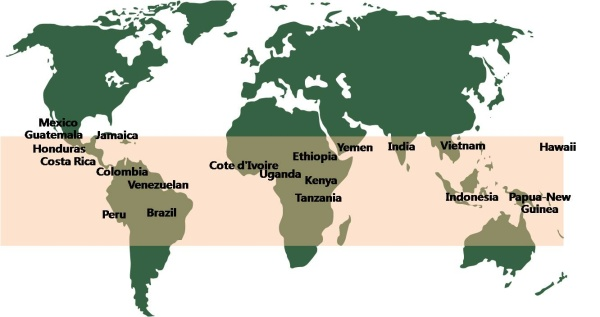 Mexico
Guatemala
Jamaica
Honduras
Costa Rica
Colombia
Venezuelan
Peru
Brazil
Cote d'Ivoire
Uganda
Ethiopia
Kenya
Tanzania
Yemen
India
Vietnam
Hawaii
Indonesia
Papua-New
Guinea